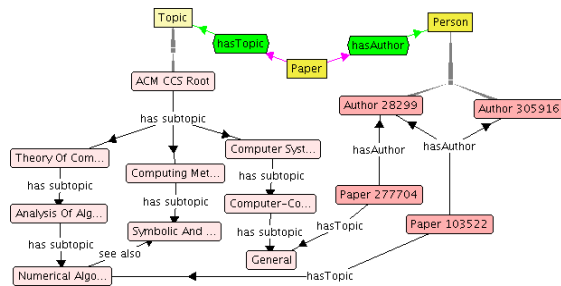 Topic
Person
hasTopic
hasAuthor
Paper
ACM CCS Root
Author 28299
Author 305916
has subtopic
hasAuthor
hasAuthor
Theory Of Com...
Computing Met...
Computer Syst...
has subtopic
has subtopic
has subtopic
Paper 277704
Analysis Of Alg...
Symbolic And ...
Computer-Co...
Paper 103522
hasTopic
has subtopic
see also
has subtopic
General
Numerical Algo...
hasTopic